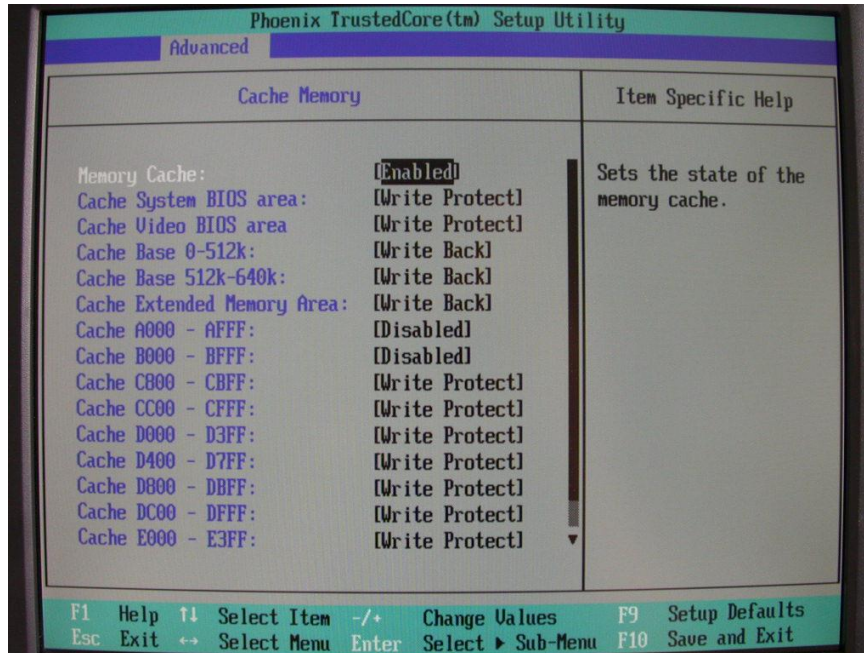 Phoenix TrustedCore(tm) Setup Utility
Advanced
Cache Memory
Item Specific Help
Memory Cache: [Enabled]
Cache System BIOS area: [Write Protect]
Cache Video BIOS area [Write Protect]
Cache Base 0-512k: [Write Back]
Cache Base 512k-640k: [Write Back]
Cache Extended Memory Area: [Write Back]
Cache A000 - AFFF: [Disabled]
Cache B000 - BFFF: [Disabled]
Cache C800 - CBFF: [Write Protect]
Cache CC00 - CFFF: [Write Protect]
Cache D000 - D3FF: [Write Protect]
Cache D400 - D7FF: [Write Protect]
Cache D800 - DBFF: [Write Protect]
Cache DC00 - DFFF: [Write Protect]
Cache E000 - E3FF: [Write Protect]
Sets the state of the
memory cache.
F1 Help ↑↓ Select Item -/+ Change Values F9 Setup Defaults
Esc Exit ↔ Select Menu Enter Select ▶ Sub-Menu F10 Save and Exit